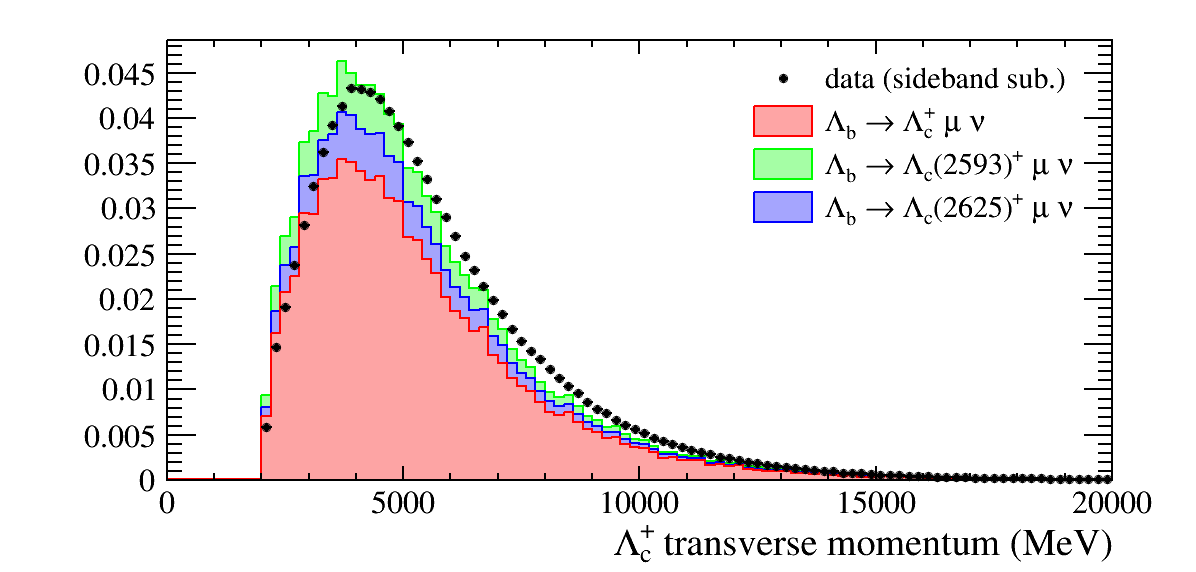 0.045
0.04
0.035
0.03
0.025
0.02
0.015
0.01
0.005
0
0 5000 10000 15000 20000
Λc+ transverse momentum (MeV)
data (sideband sub.)
Λb → Λc+ μ ν
Λb → Λc(2593)+ μ ν
Λb → Λc(2625)+ μ ν